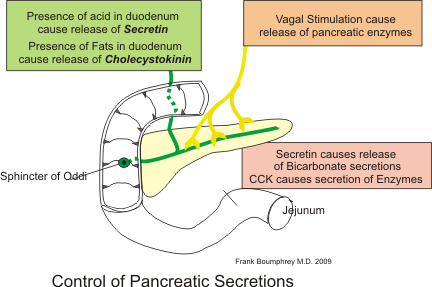 Presence of acid in duodenum
cause release of Secretin
Presence of Fats in duodenum
cause release of Cholecystokinin
Vagal Stimulation cause
release of pancreatic enzymes
Secretin causes release
of Bicarbonate secretions
CCK causes secretion of Enzymes
Sphincter of Oddi
Jejunum
Frank Boumphrey M.D. 2009
Control of Pancreatic Secretions